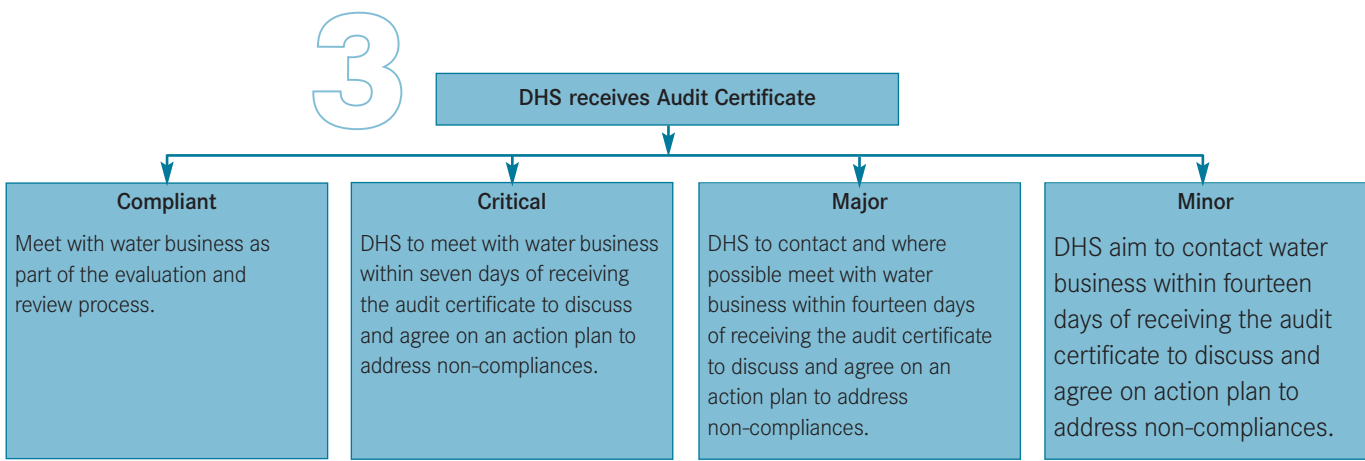 3
DHS receives Audit Certificate
Compliant
Meet with water business as
part of the evaluation and
review process.
Critical
DHS to meet with water business
within seven days of receiving
the audit certificate to discuss
and agree on an action plan to
address non-compliances.
Major
DHS to contact and where
possible meet with water
business within fourteen days
of receiving the audit certificate
to discuss and agree on an
action plan to address
non-compliances.
Minor
DHS aim to contact water
business within fourteen
days of receiving the audit
certificate to discuss and
agree on action plan to
address non-compliances.